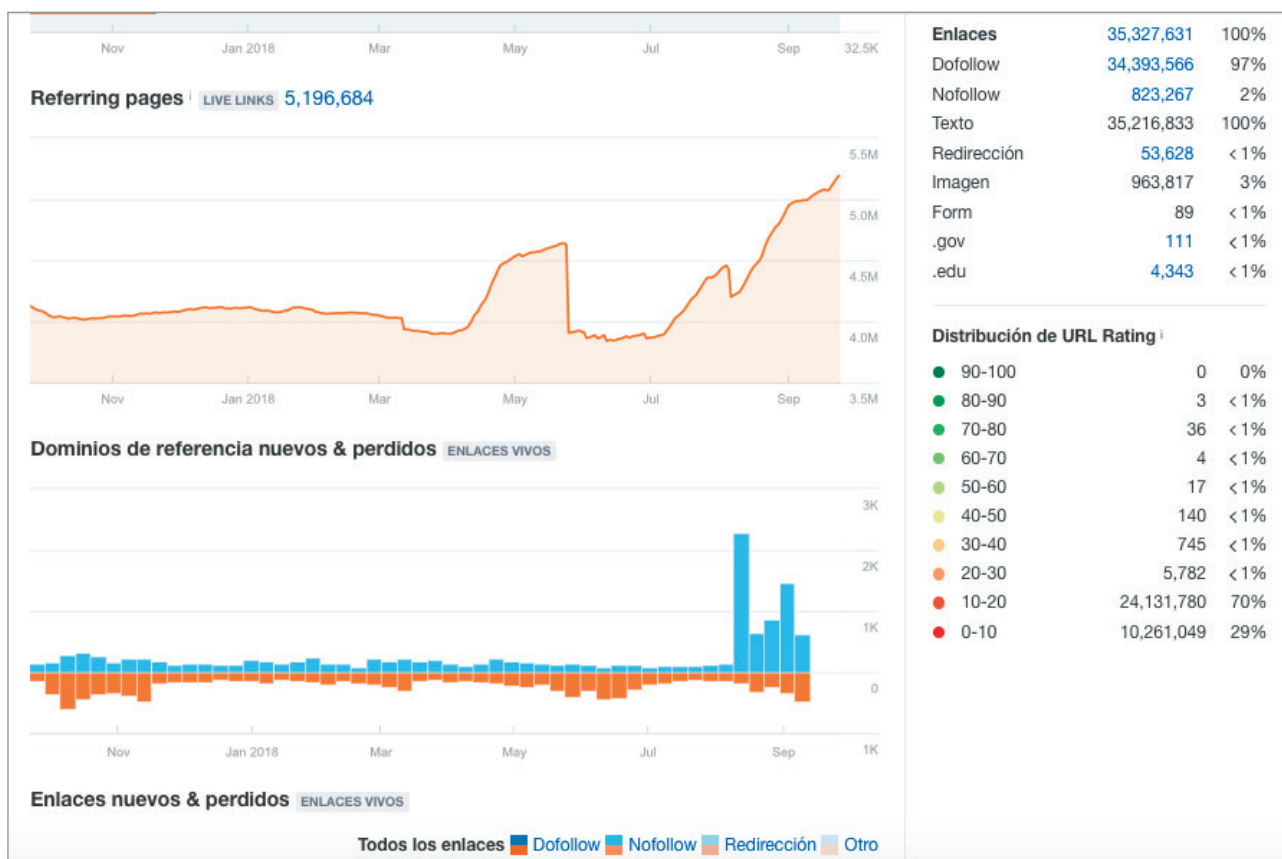 Nov Jan 2018 Mar May Jul Sep 32.5K
Referring pages i LIVE LINKS 5,196,684
5.5M
5.0M
4.5M
4.0M
Nov Jan 2018 Mar May Jul Sep 3.5M
Dominios de referencia nuevos & perdidos ENLACES VIVOS
3K
2K
1K
0
Nov Jan 2018 Mar May Jul Sep 1K
Enlaces nuevos & perdidos ENLACES VIVOS
Todos los enlaces Dofollow Nofollow Redirección Otro
Enlaces 35,327,631 100%
Dofollow 34,393,566 97%
Nofollow 823,267 2%
Texto 35,216,833 100%
Redirección 53,628 <1%
Imagen 963,817 3%
Form 89 <1%
.gov 111 <1%
.edu 4,343 <1%
Distribución de URL Rating i
90-100 0 0%
80-90 3 <1%
70-80 36 <1%
60-70 4 <1%
50-60 17 <1%
40-50 140 <1%
30-40 745 <1%
20-30 5,782 <1%
10-20 24,131,780 70%
0-10 10,261,049 29%